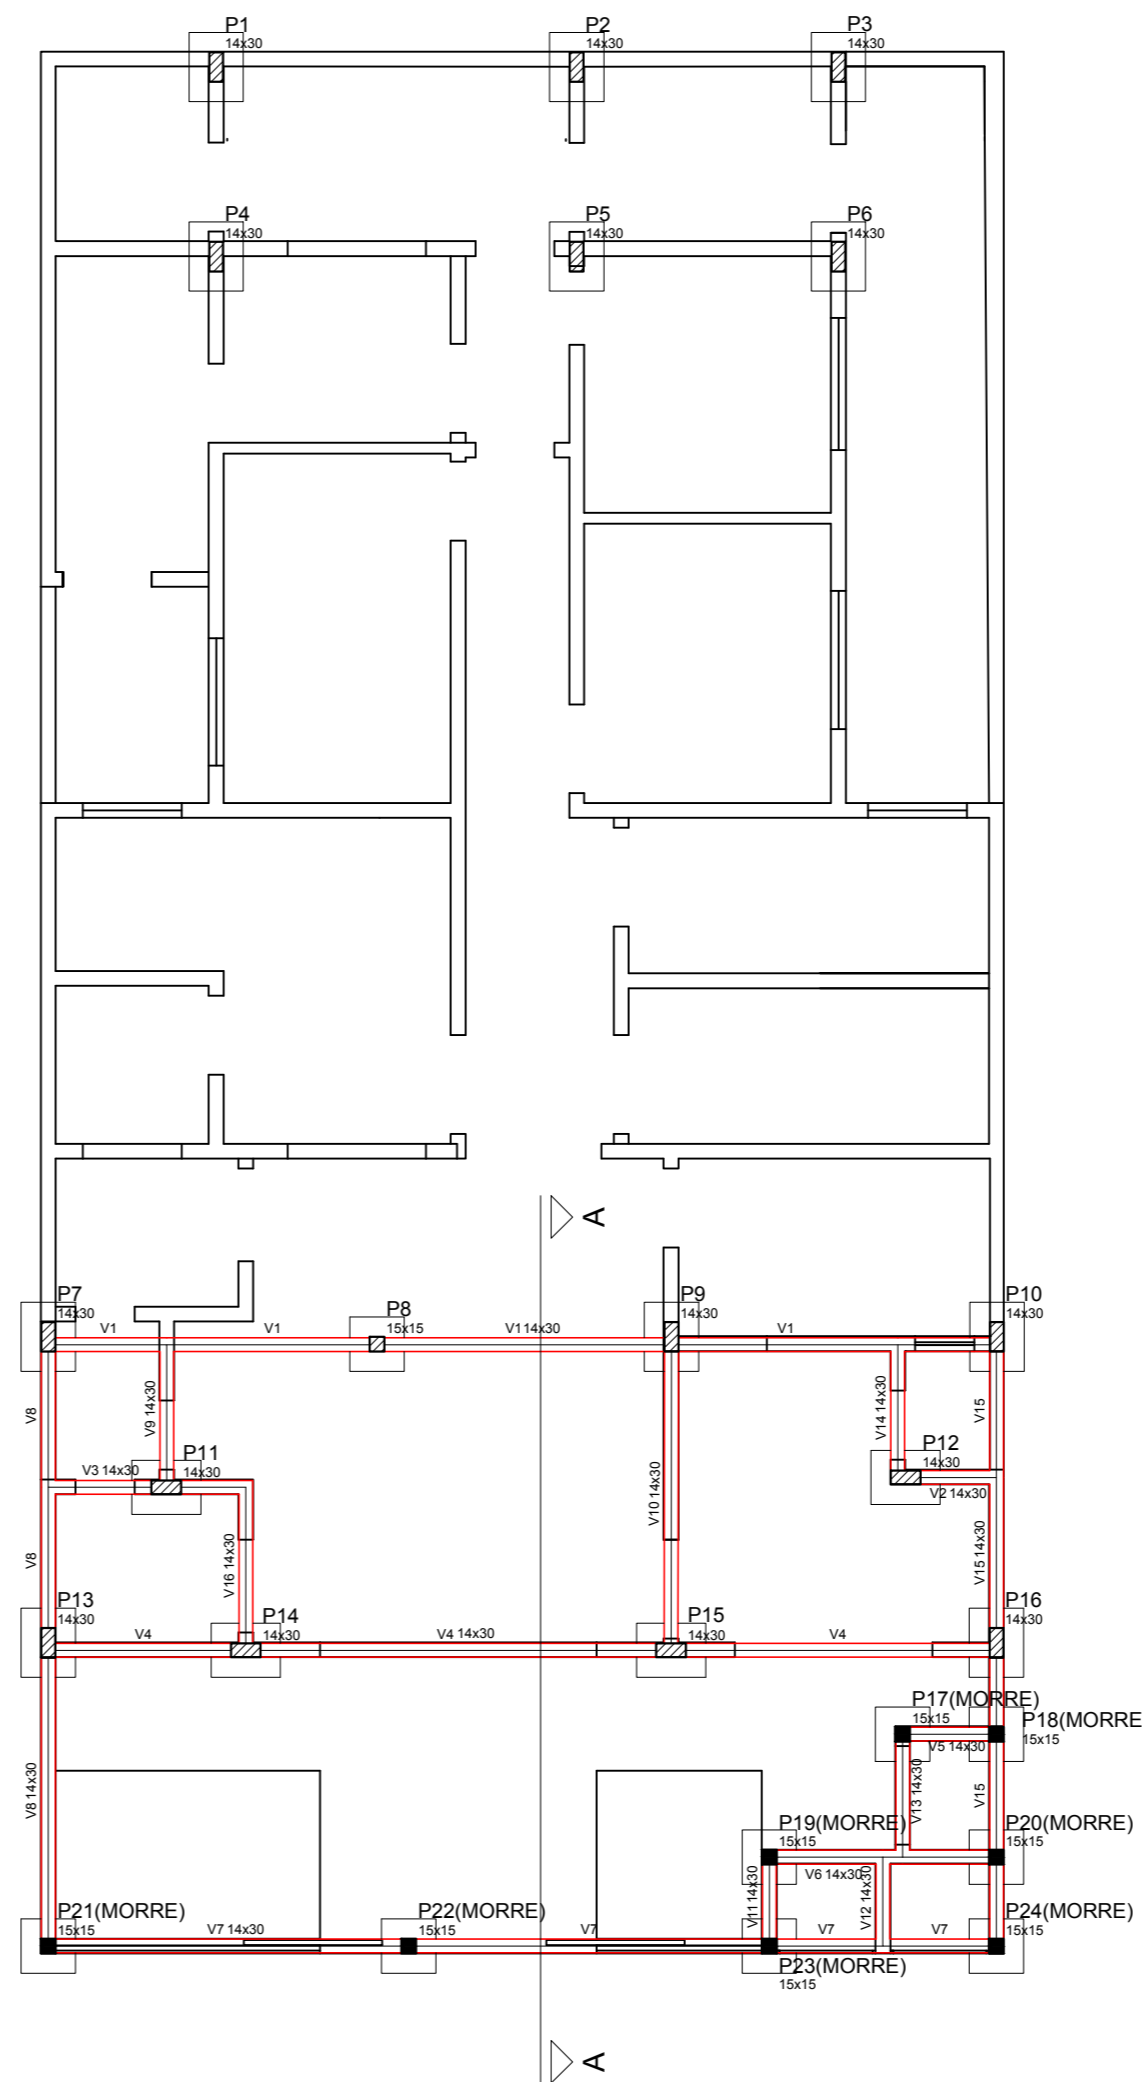 P1
14x30
P2
14x30
P3
14x30
P4
14x30
P5
14x30
P6
14x30
A
P7
14x30
P8
15x15
P9
14x30
P10
14x30
V1
V1
V1 14x30
V1
V8
V9 14x30
V14 14x30
V15
P11
14x30
P12
14x30
V3 14x30
V10 14x30
V2 14x30
V8
V16 14x30
V15 14x30
P13
14x30
P14
14x30
P15
14x30
P16
14x30
V4
V4 14x30
V4
P17(MORRE)
15x15
P18(MORRE
15x15
V5 14x30
V8 14x30
V13 14x30
V15
P19(MORRE)
15x15
P20(MORRE)
15x15
V6 14x30
V11 14x30
V12 14x30
P21(MORRE)
15x15
P22(MORRE)
15x15
P24(MORRE)
15x15
V7 14x30
V7
V7
V7
P23(MORRE)
15x15
A